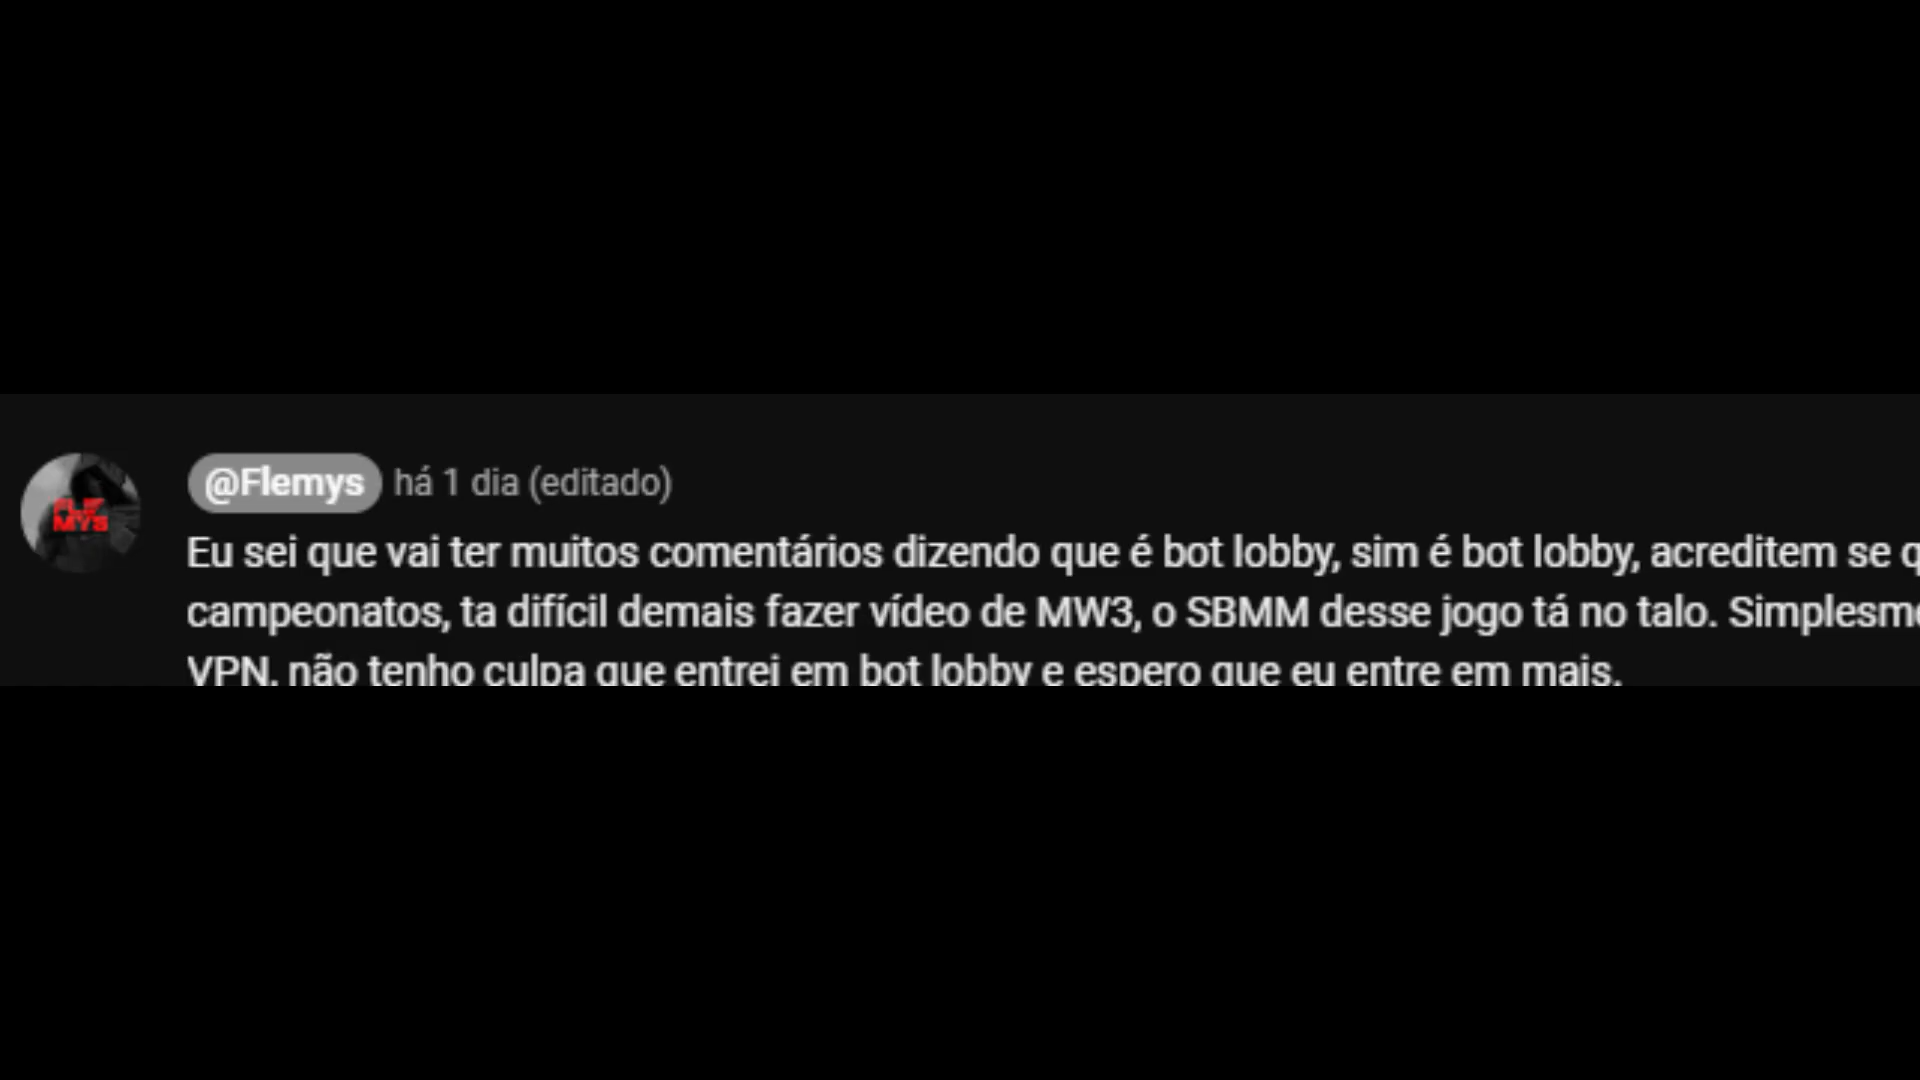 FLE
MYS
@Flemys há 1 dia (editado)
Eu sei que vai ter muitos comentários dizendo que é bot lobby, sim é bot lobby, acreditem se
campeonatos, ta difícil demais fazer vídeo de MW3, o SBMM desse jogo tá no talo.
VPN, não tenho culpa que entrei em bot lobby e espero que eu entre em mais.